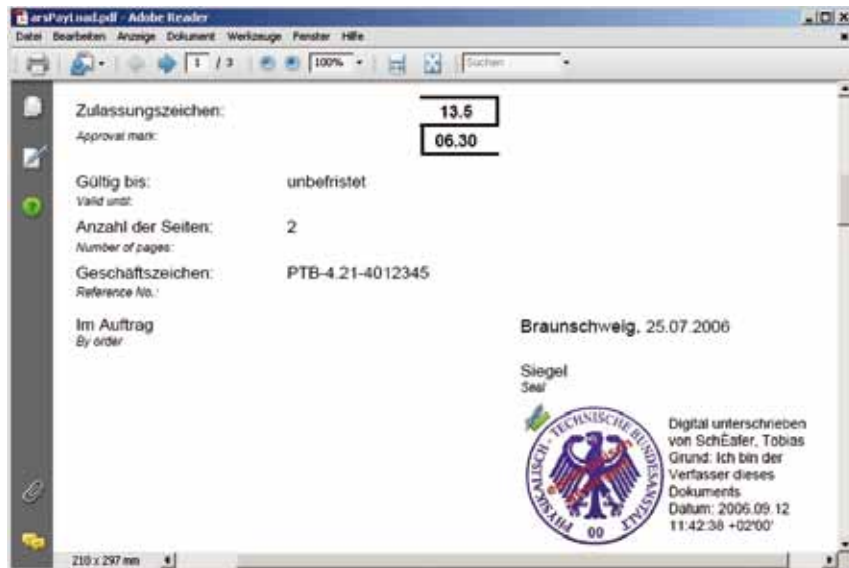 arsPayLoad.pdf - Adobe Reader
Datei Bearbeiten Anzeige Dokument Werkzeuge Fenster Hilfe
1 / 3 100% Suchen
Zulassungszeichen: 13.5
Approval mark: 06.30
Gültig bis: unbefristet
Valid until:
Anzahl der Seiten: 2
Number of pages:
Geschäftszeichen: PTB-4.21-4012345
Reference No.:
Im Auftrag Braunschweig, 25.07.2006
By order
Siegel
Seal
PHYSIKALISCH - TECHNISCHE BUNDESANSTALT
00
Digital unterschrieben
von SchÈafer, Tobias
Grund: Ich bin der
Verfasser dieses
Dokuments
Datum: 2006.09.12
11:42:38 +02'00'
210 x 297 mm